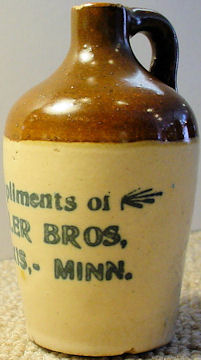 pliments of
LER BROS,
IS,- MINN.